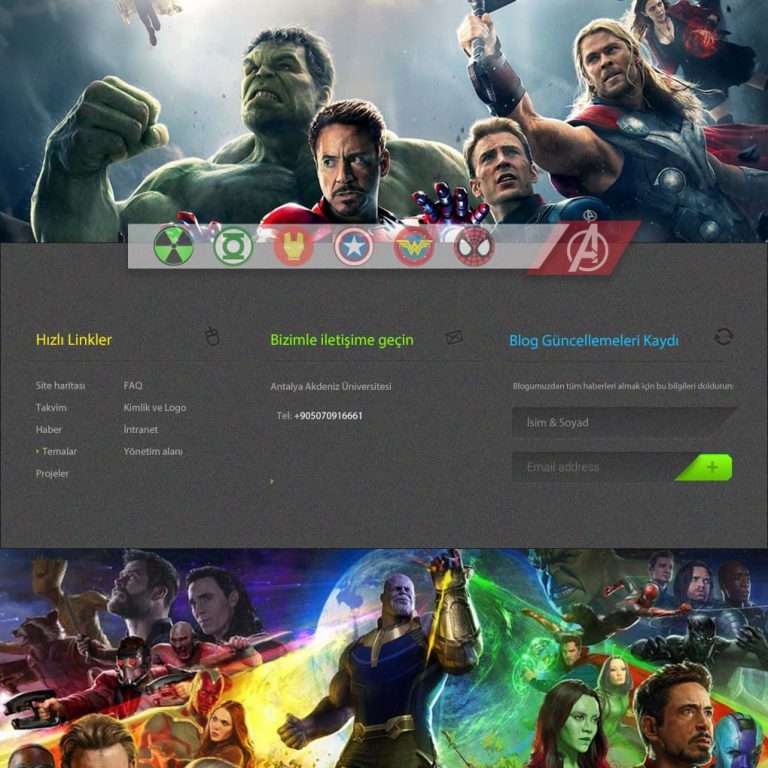 Hızlı Linkler
Site haritası FAQ
Takvim Kimlik ve Logo
Haber İntranet
Temalar Yönetim alanı
Projeler
Bizimle iletişime geçin
Antalya Akdeniz Üniversitesi
Tel: +905070916661
Blog Güncellemeleri Kaydı
Blogumuzdan tüm haberleri almak için bu bilgileri doldurun:
İsim & Soyad
Email address